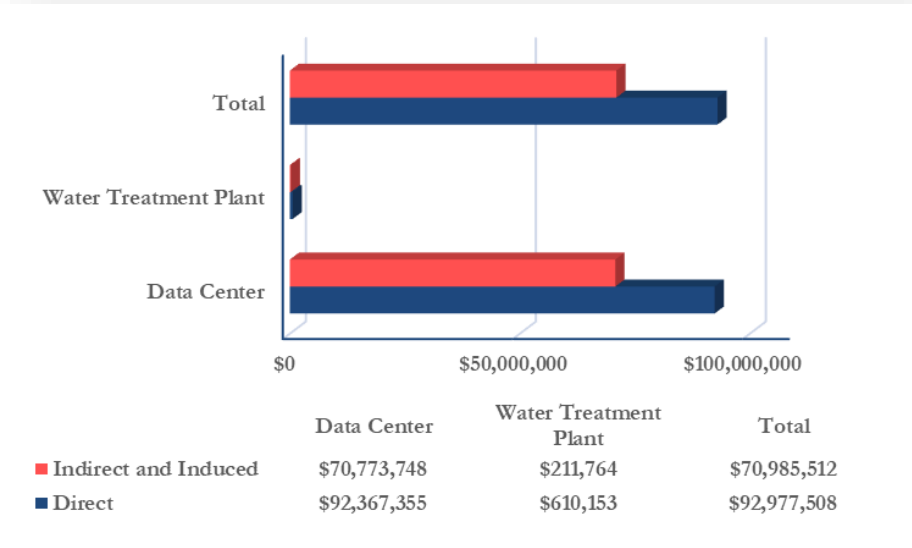 Total
Water Treatment Plant
Data Center
$0 $50,000,000 $100,000,000
Data Center Water Treatment Plant Total
Indirect and Induced $70,773,748 $211,764 $70,985,512
Direct $92,367,355 $610,153 $92,977,508